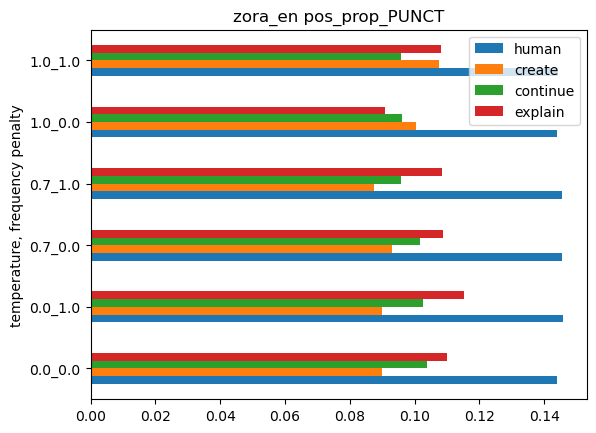 zora_en pos_prop_PUNCT
human
create
continue
explain
temperature, frequency penalty
1.0_1.0
1.0_0.0
0.7_1.0
0.7_0.0
0.0_1.0
0.0_0.0
0.00 0.02 0.04 0.06 0.08 0.10 0.12 0.14